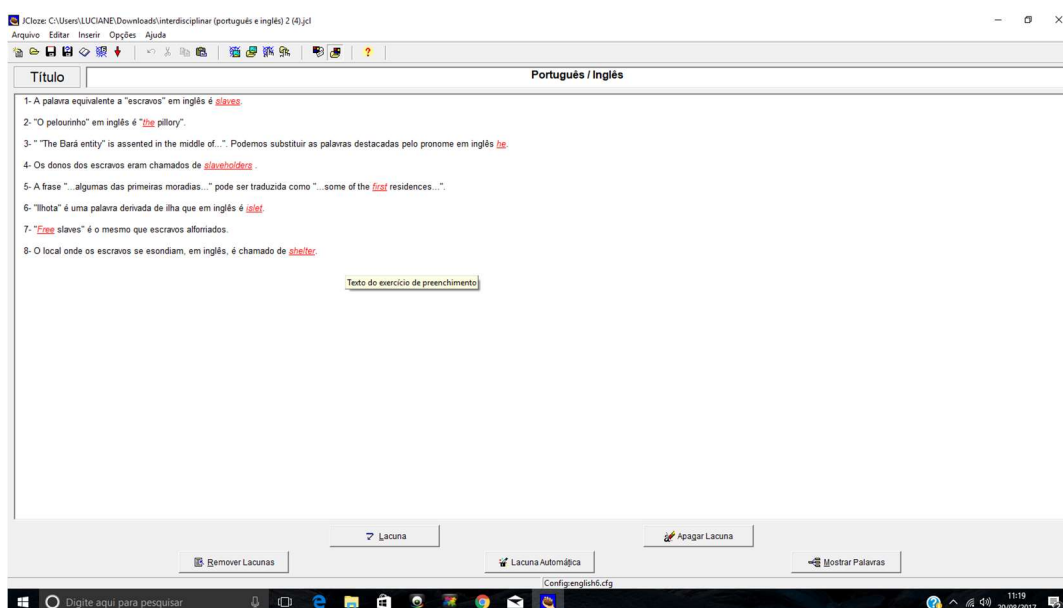 JCloze: C:\Users\LUCIANE\Downloads\interdisciplinar (português e inglês) 2 (4).jcl
Arquivo Editar Inserir Opções Ajuda
Título
Português / Inglês
1- A palavra equivalente a "escravos" em inglês é slaves.
2- "O pelourinho" em inglês é "the pillory".
3- " "The Bará entity" is assented in the middle of...". Podemos substituir as palavras destacadas pelo pronome em inglês he.
4- Os donos dos escravos eram chamados de slaveholders .
5- A frase "...algumas das primeiras moradias..." pode ser traduzida como "...some of the first residences...".
6- "Ilhota" é uma palavra derivada de ilha que em inglês é islet.
7- "Free slaves" é o mesmo que escravos alforriados.
8- O local onde os escravos se esondiam, em inglês, é chamado de shelter.
Texto do exercício de preenchimento
Lacuna
Apagar Lacuna
Remover Lacunas
Lacuna Automática
Mostrar Palavras
Config:english6.cfg
Digite aqui para pesquisar
11:19
20/08/2017